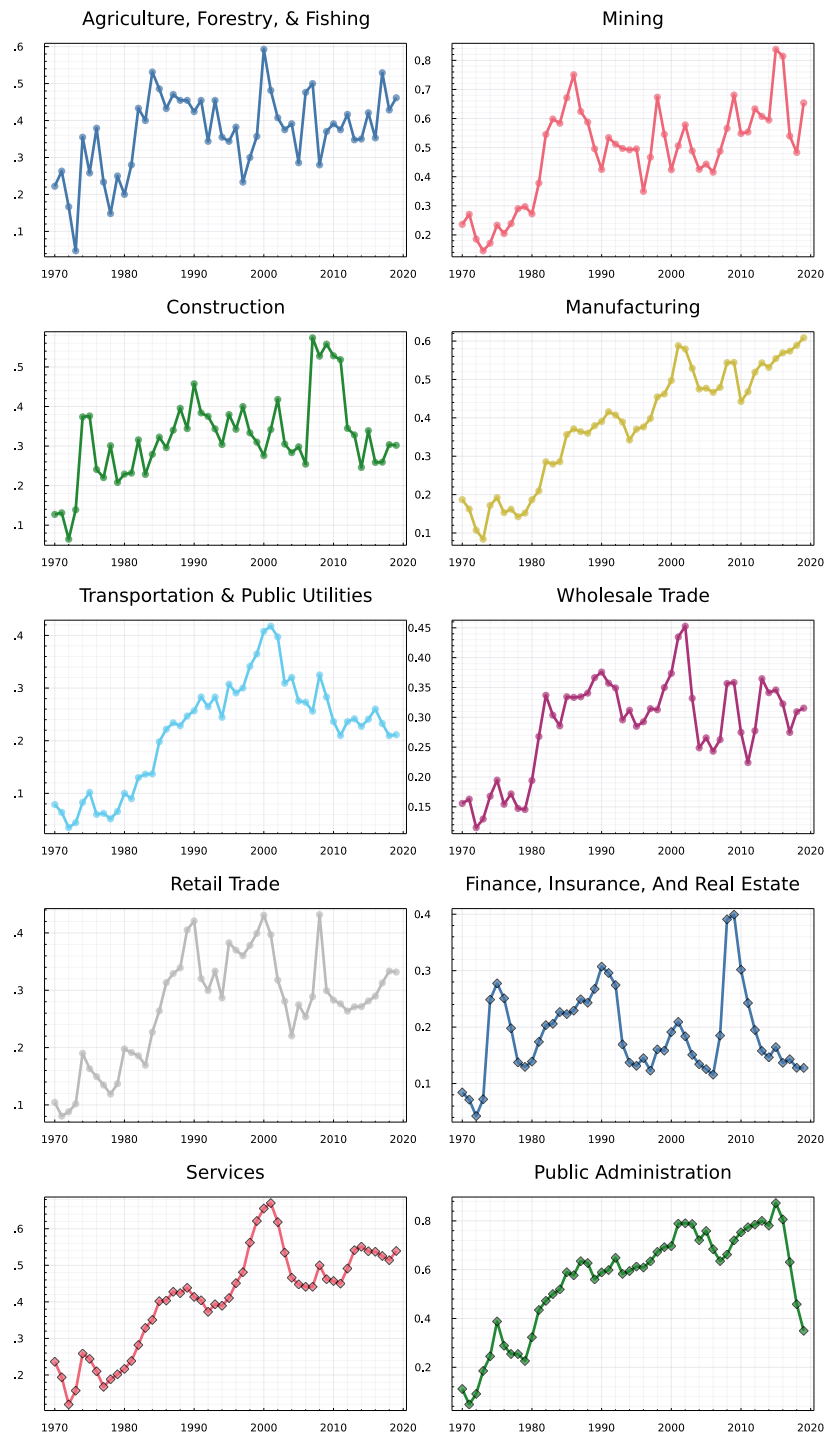 Agriculture, Forestry, & Fishing
Mining
.6
.5
.4
.3
.2
.1
0.8
0.7
0.6
0.5
0.4
0.3
0.2
1970 1980 1990 2000 2010 2020
1970 1980 1990 2000 2010 2020
Construction
Manufacturing
.5
.4
.3
.2
.1
0.6
0.5
0.4
0.3
0.2
0.1
1970 1980 1990 2000 2010 2020
1970 1980 1990 2000 2010 2020
Transportation & Public Utilities
Wholesale Trade
.4
.3
.2
.1
0.45
0.40
0.35
0.30
0.25
0.20
0.15
1970 1980 1990 2000 2010 2020
1970 1980 1990 2000 2010 2020
Retail Trade
Finance, Insurance, And Real Estate
.4
.3
.2
.1
0.4
0.3
0.2
0.1
1970 1980 1990 2000 2010 2020
1970 1980 1990 2000 2010 2020
Services
Public Administration
.6
.5
.4
.3
.2
0.8
0.6
0.4
0.2
1970 1980 1990 2000 2010 2020
1970 1980 1990 2000 2010 2020